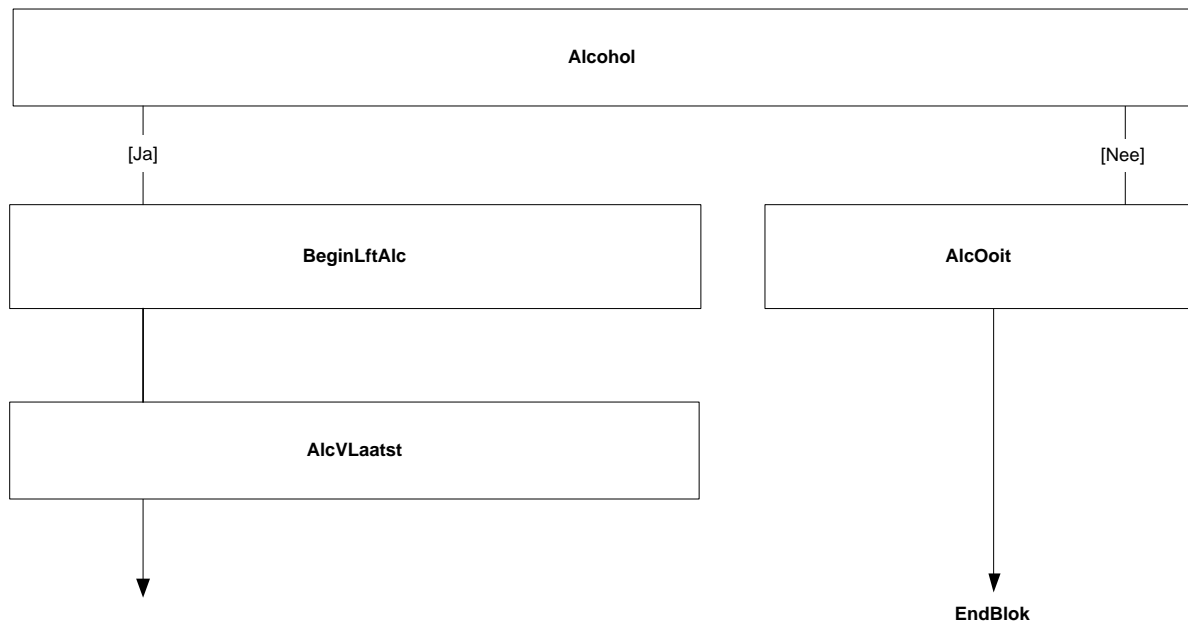 Alcohol
[Ja]
[Nee]
BeginLftAlc
AlcOoit
AlcVLaatst
EndBlok